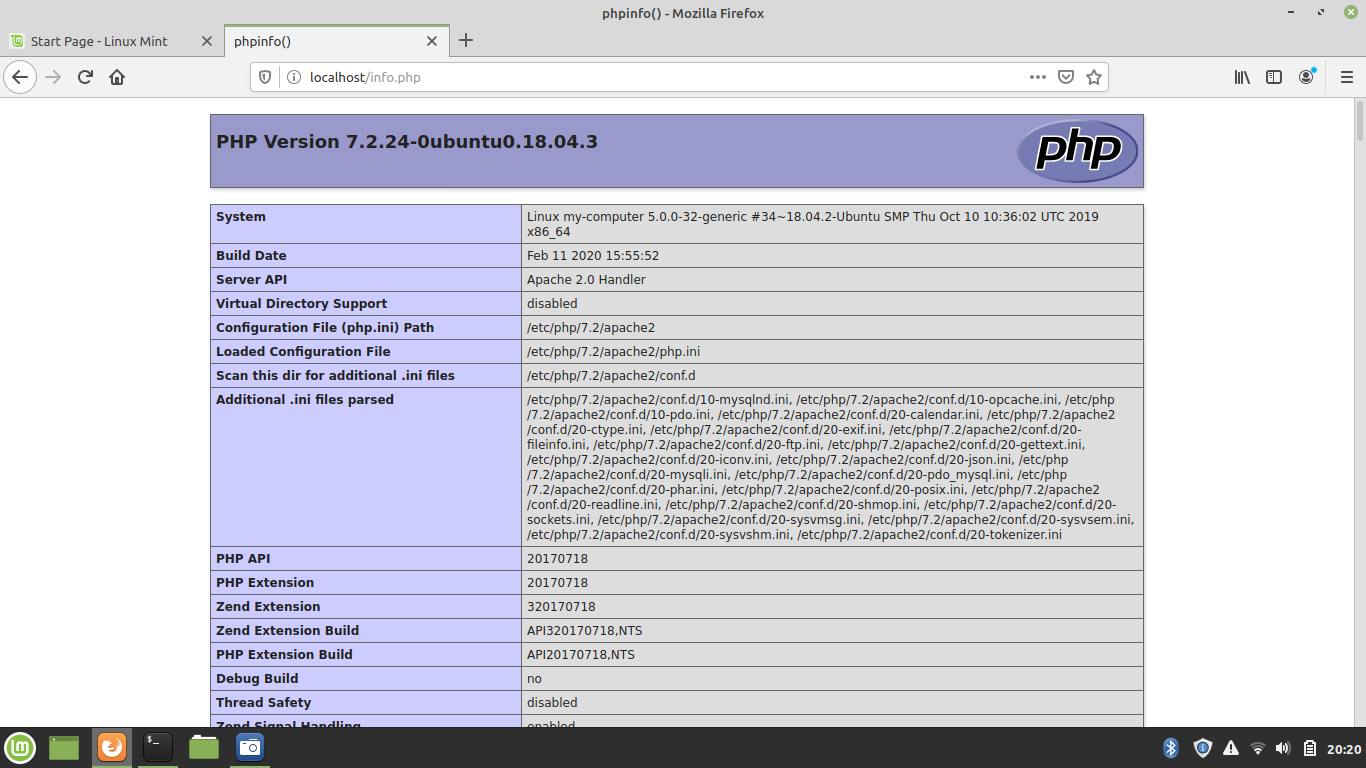 phpinfo() - Mozilla Firefox
Start Page - Linux Mint
phpinfo()
localhost/info.php
PHP Version 7.2.24-0ubuntu0.18.04.3
php
System
Linux my-computer 5.0.0-32-generic #34~18.04.2-Ubuntu SMP Thu Oct 10 10:36:02 UTC 2019
x86_64
Build Date
Feb 11 2020 15:55:52
Server API
Apache 2.0 Handler
Virtual Directory Support
disabled
Configuration File (php.ini) Path
/etc/php/7.2/apache2
Loaded Configuration File
/etc/php/7.2/apache2/php.ini
Scan this dir for additional .ini files
/etc/php/7.2/apache2/conf.d
Additional .ini files parsed
/etc/php/7.2/apache2/conf.d/10-mysqlnd.ini, /etc/php/7.2/apache2/conf.d/10-opcache.ini, /etc/php
/7.2/apache2/conf.d/10-pdo.ini, /etc/php/7.2/apache2/conf.d/20-calendar.ini, /etc/php/7.2/apache2
/conf.d/20-ctype.ini, /etc/php/7.2/apache2/conf.d/20-exif.ini, /etc/php/7.2/apache2/conf.d/20-
fileinfo.ini, /etc/php/7.2/apache2/conf.d/20-ftp.ini, /etc/php/7.2/apache2/conf.d/20-gettext.ini,
/etc/php/7.2/apache2/conf.d/20-iconv.ini, /etc/php/7.2/apache2/conf.d/20-json.ini, /etc/php
/7.2/apache2/conf.d/20-mysqli.ini, /etc/php/7.2/apache2/conf.d/20-pdo_mysql.ini, /etc/php
/7.2/apache2/conf.d/20-phar.ini, /etc/php/7.2/apache2/conf.d/20-posix.ini, /etc/php/7.2/apache2
/conf.d/20-readline.ini, /etc/php/7.2/apache2/conf.d/20-shmop.ini, /etc/php/7.2/apache2/conf.d/20-
sockets.ini, /etc/php/7.2/apache2/conf.d/20-sysvmsg.ini, /etc/php/7.2/apache2/conf.d/20-sysvsem.ini,
/etc/php/7.2/apache2/conf.d/20-sysvshm.ini, /etc/php/7.2/apache2/conf.d/20-tokenizer.ini
PHP API
20170718
PHP Extension
20170718
Zend Extension
320170718
Zend Extension Build
API320170718,NTS
PHP Extension Build
API20170718,NTS
Debug Build
no
Thread Safety
disabled
Zend Signal Handling
enabled
20:20